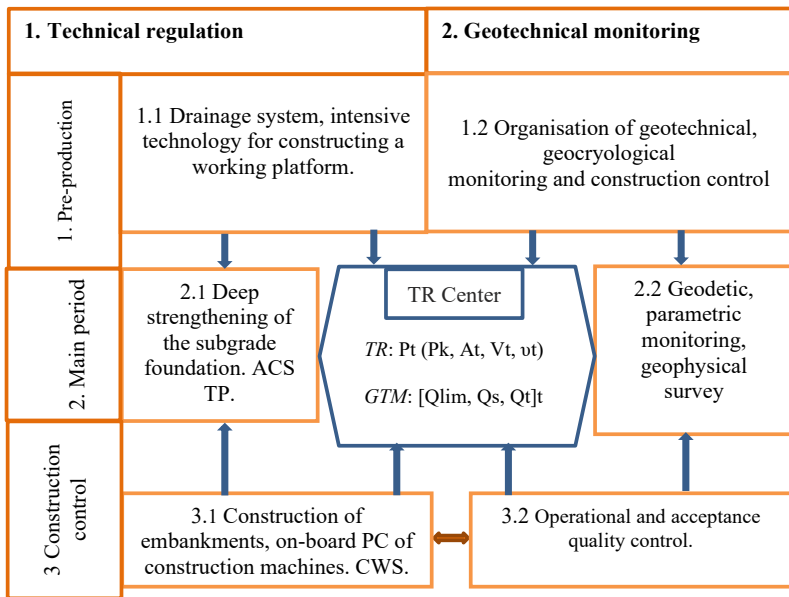 1. Technical regulation
2. Geotechnical monitoring
1. Pre-production
1.1 Drainage system, intensive
technology for constructing a
working platform.
1.2 Organisation of geotechnical,
geocryological
monitoring and construction control
2. Main period
2.1 Deep
strengthening of
the subgrade
foundation. ACS
TP.
TR Center
TR: Pt (Pk, At, Vt, υt)
GTM: [Qlim, Qs, Qt]t
2.2 Geodetic,
parametric
monitoring,
geophysical
survey
3 Construction
control
3.1 Construction of
embankments, on-board PC of
construction machines. CWS.
3.2 Operational and acceptance
quality control.